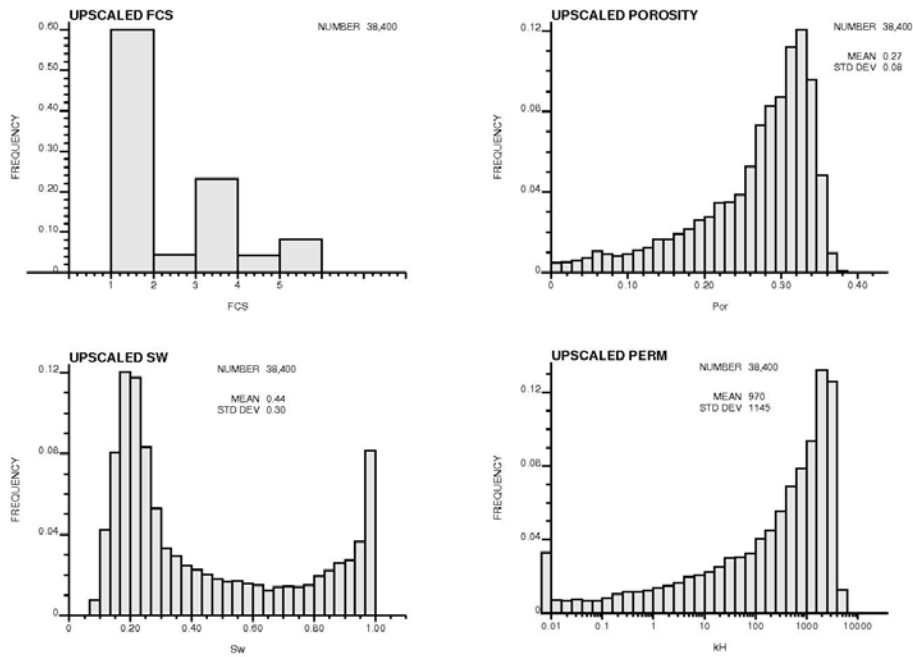 UPSCALED FCS
NUMBER 38,400
0.60
0.50
0.40
0.30
0.20
0.10
0
FREQUENCY
1 2 3 4 5
FCS
UPSCALED POROSITY
NUMBER 38,400
MEAN 0.27
STD DEV 0.08
0.12
0.08
0.04
0
FREQUENCY
0 0.10 0.20 0.30 0.40
Por
UPSCALED SW
NUMBER 38,400
MEAN 0.44
STD DEV 0.30
0.12
0.08
0.04
0
FREQUENCY
0 0.20 0.40 0.60 0.80 1.00
Sw
UPSCALED PERM
NUMBER 38,400
MEAN 970
STD DEV 1145
0.12
0.08
0.04
0
FREQUENCY
0.01 0.1 1 10 100 1000 10000
kH